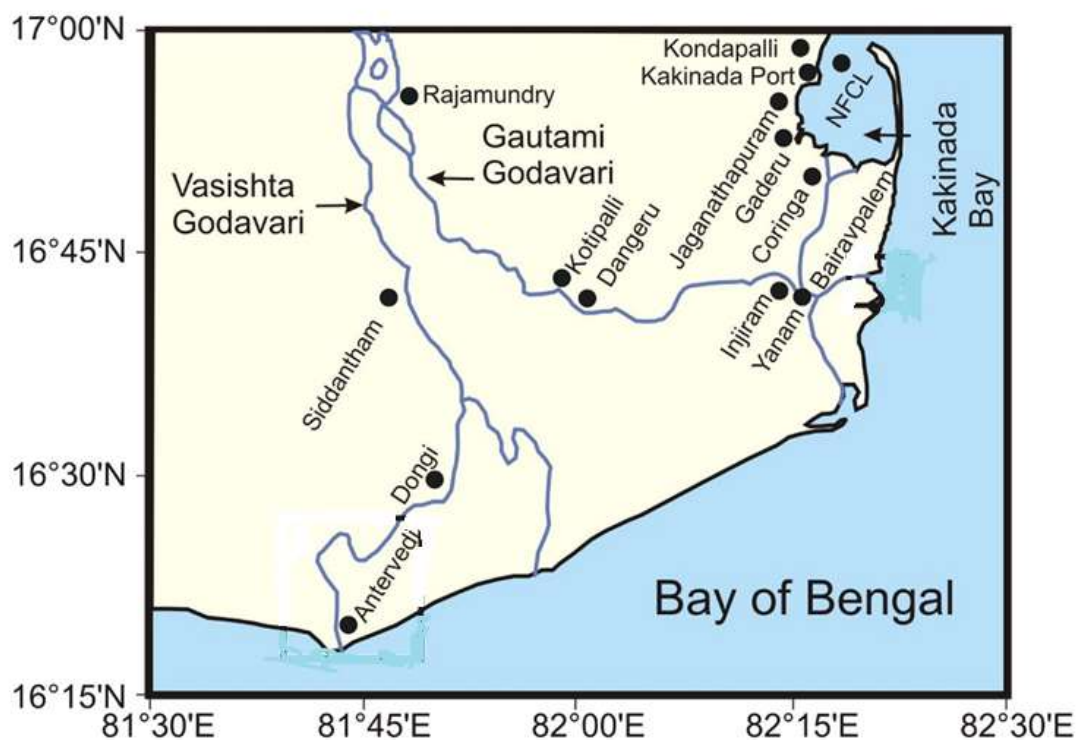 17°00'N
Kondapalli
Kakinada Port
NFCL
Rajamundry
Gautami
Godavari
Jaganathapuram
Gaderu
Kakinada
Bay
Vasishta
Godavari
Coringa
Bairavpalem
16°45'N
Kotipalli
Dangeru
Siddantham
Injiram
Yanam
16°30'N
Dongi
Antervedi
Bay of Bengal
16°15'N
81°30'E
81°45'E
82°00'E
82°15'E
82°30'E